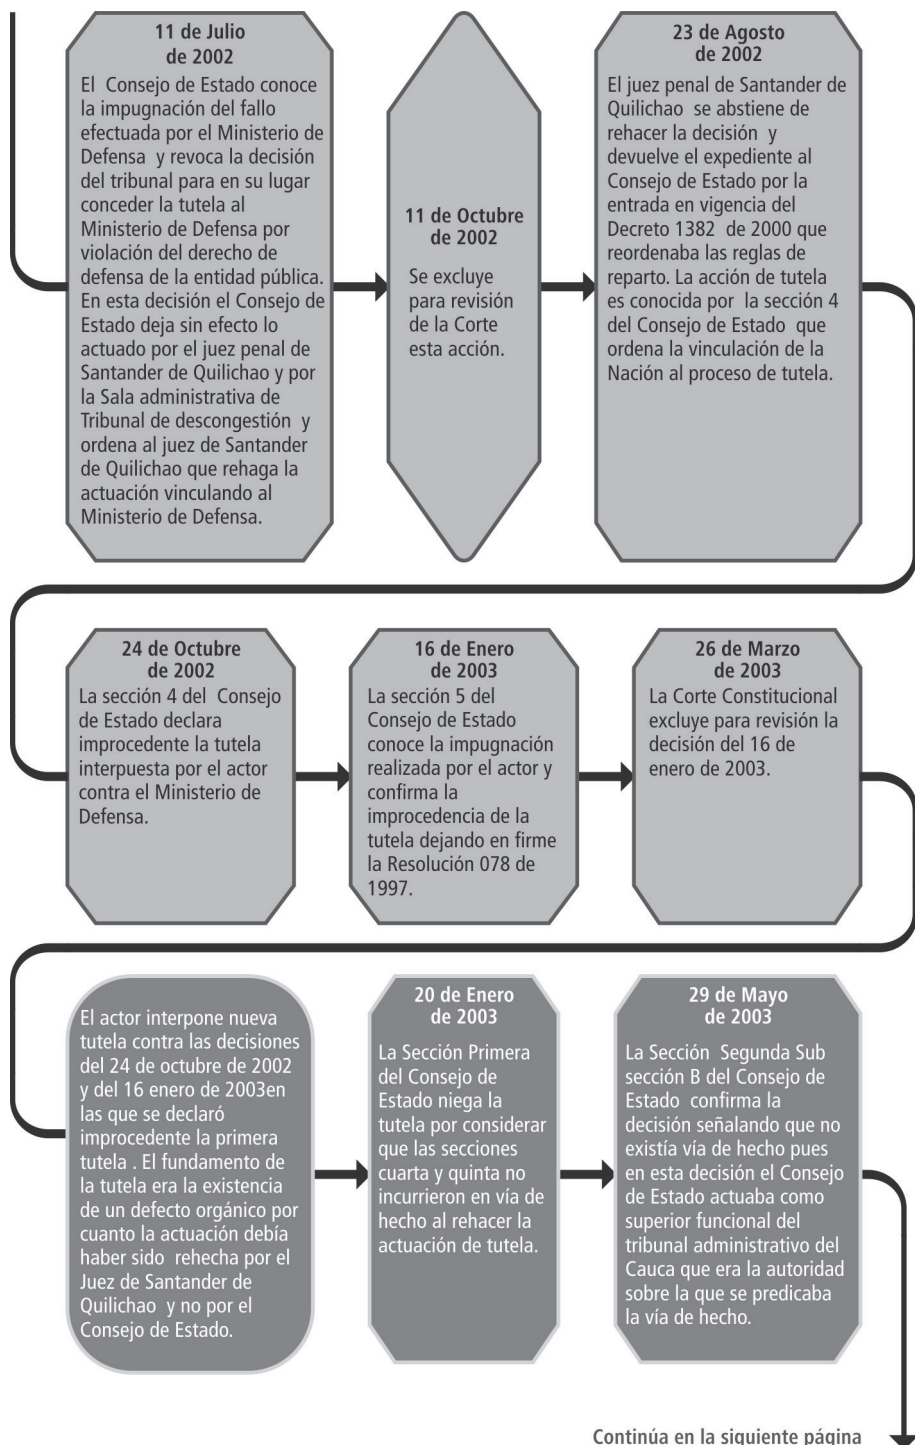 11 de Julio
de 2002
El Consejo de Estado conoce
la impugnación del fallo
efectuada por el Ministerio de
Defensa y revoca la decisión
del tribunal para en su lugar
conceder la tutela al
Ministerio de Defensa por
violación del derecho de
defensa de la entidad pública.
En esta decisión el Consejo de
Estado deja sin efecto lo
actuado por el juez penal de
Santander de Quilichao y por
la Sala administrativa de
Tribunal de descongestión y
ordena al juez de Santander
de Quilichao que rehaga la
actuación vinculando al
Ministerio de Defensa.
11 de Octubre
de 2002
Se excluye
para revisión
de la Corte
esta acción.
23 de Agosto
de 2002
El juez penal de Santander de
Quilichao se abstiene de
rehacer la decisión y
devuelve el expediente al
Consejo de Estado por la
entrada en vigencia del
Decreto 1382 de 2000 que
reordenaba las reglas de
reparto. La acción de tutela
es conocida por la sección 4
del Consejo de Estado que
ordena la vinculación de la
Nación al proceso de tutela.
24 de Octubre
de 2002
La sección 4 del Consejo
de Estado declara
improcedente la tutela
interpuesta por el actor
contra el Ministerio de
Defensa.
16 de Enero
de 2003
La sección 5 del
Consejo de Estado
conoce la impugnación
realizada por el actor y
confirma la
improcedencia de la
tutela dejando en firme
la Resolución 078 de
1997.
26 de Marzo
de 2003
La Corte Constitucional
excluye para revisión la
decisión del 16 de
enero de 2003.
El actor interpone nueva
tutela contra las decisiones
del 24 de octubre de 2002
y del 16 enero de 2003en
las que se declaró
improcedente la primera
tutela . El fundamento de
la tutela era la existencia
de un defecto orgánico por
cuanto la actuación debía
haber sido rehecha por el
Juez de Santander de
Quilichao y no por el
Consejo de Estado.
20 de Enero
de 2003
La Sección Primera
del Consejo de
Estado niega la
tutela por considerar
que las secciones
cuarta y quinta no
incurrieron en vía de
hecho al rehacer la
actuación de tutela.
29 de Mayo
de 2003
La Sección Segunda Sub
sección B del Consejo de
Estado confirma la
decisión señalando que no
existía vía de hecho pues
en esta decisión el Consejo
de Estado actuaba como
superior funcional del
tribunal administrativo del
Cauca que era la autoridad
sobre la que se predicaba
la vía de hecho.
Continúa en la siguiente página